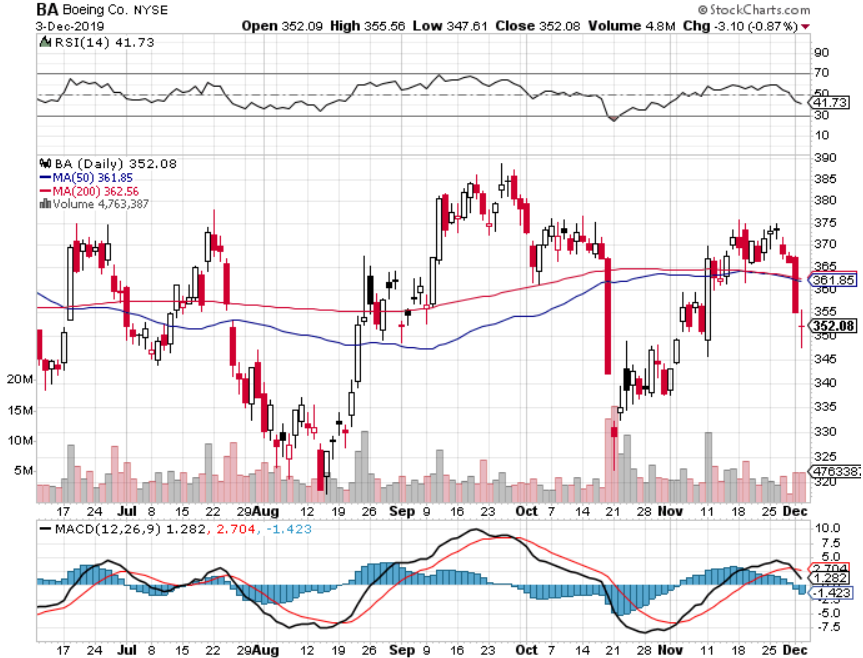 BA Boeing Co. NYSE © StockCharts.com
3-Dec-2019 Open 352.09 High 355.56 Low 347.61 Close 352.08 Volume 4.8M Chg -3.10 (-0.87%)
RSI(14) 41.73
90
70
50
41.73
30
10
BA (Daily) 352.08
MA(50) 361.85
MA(200) 362.56
Volume 4,763,387
390
385
380
375
370
365
361.85
360
355
352.08
350
345
340
335
330
325
320
20M
15M
10M
5M
4763387
17 24 Jul 8 15 22 Aug 12 19 26 Sep 9 16 23 Oct 7 14 21 Nov 11 18 25 Dec
MACD(12,26,9) 1.282, 2.704, -1.423
10.0
7.5
5.0
2.704
1.282
-1.423
-5.0
-7.5
17 24 Jul 8 15 22 Aug 12 19 26 Sep 9 16 23 Oct 7 14 21 Nov 11 18 25 Dec